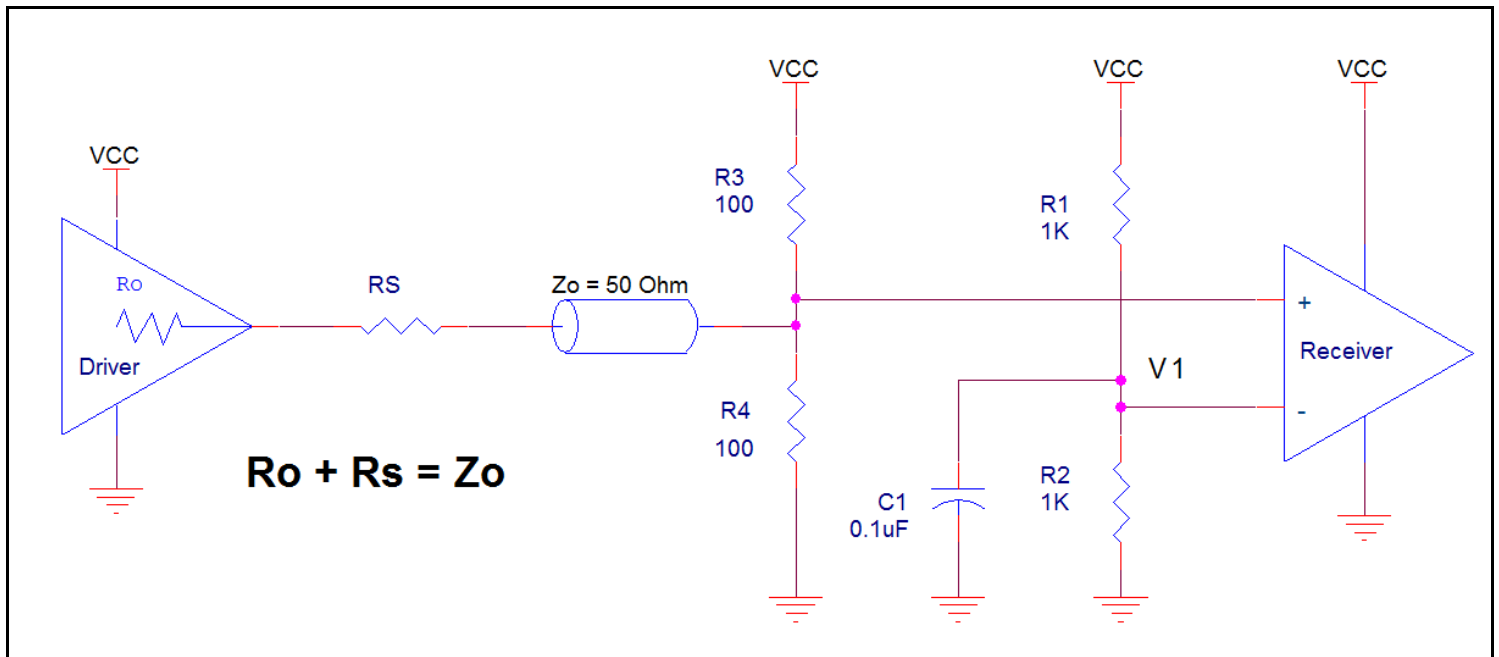 VCC
VCC
VCC
VCC
R3
100
R1
1K
Ro
RS
Zo = 50 Ohm
+
Driver
Receiver
V1
R4
100
-
Ro + Rs = Zo
R2
1K
C1
0.1uF